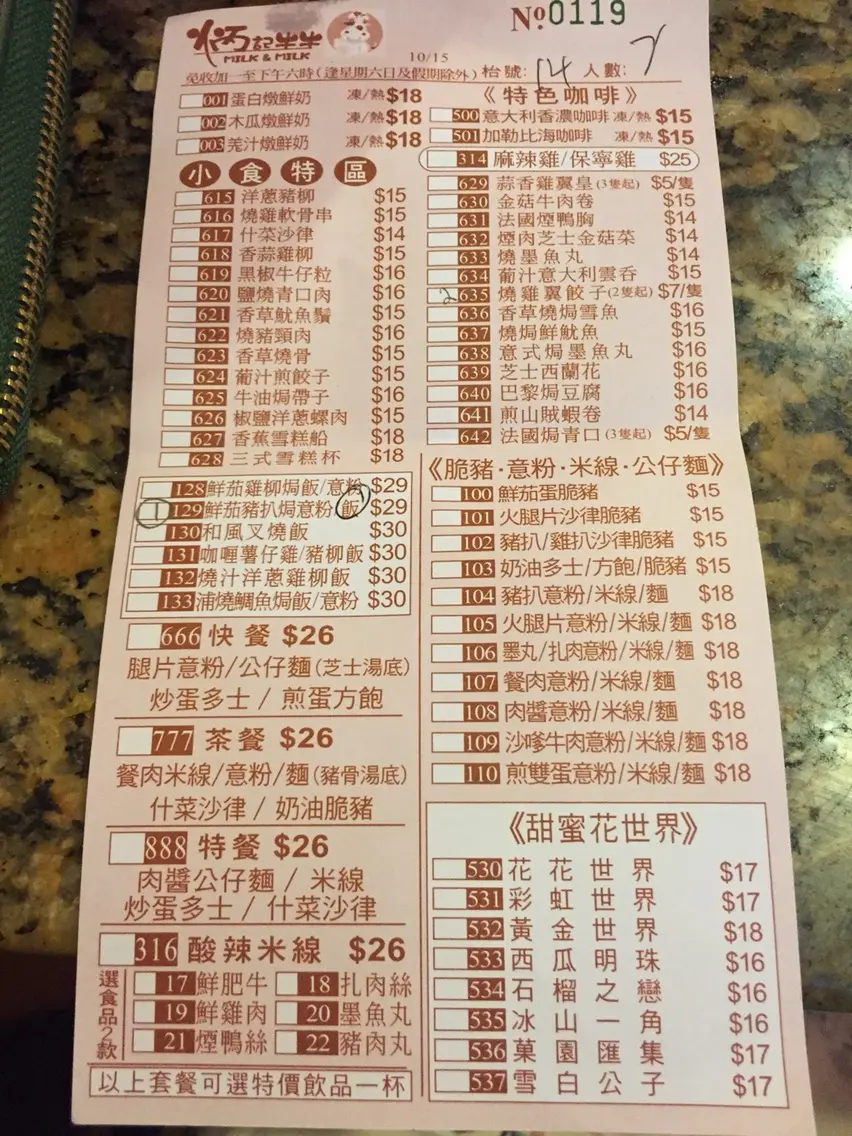 炳記牛牛
MILK & MILK
Nº 0119
10/15
免收加一至下午六時(逢星期六日及假期除外) 枱號: 14 人數: 2
001 蛋白燉鮮奶 凍/熱 $18
002 木瓜燉鮮奶 凍/熱 $18
003 羌汁燉鮮奶 凍/熱 $18
小食特區
615 洋蔥豬柳 $15
616 燒雞軟骨串 $15
617 什菜沙律 $14
618 香蒜雞柳 $15
619 黑椒牛仔粒 $16
620 鹽燒青口肉 $16
621 香草魷魚鬚 $15
622 燒豬頸肉 $16
623 香草燒骨 $15
624 葡汁煎餃子 $15
625 牛油焗帶子 $16
626 椒鹽洋蔥螺肉 $15
627 香蕉雪糕船 $18
628 三式雪糕杯 $18
128 鮮茄雞柳焗飯/意粉 $29
1 129 鮮茄豬扒焗意粉/飯 $29
130 和風叉燒飯 $30
131 咖喱薯仔雞/豬柳飯 $30
132 燒汁洋蔥雞柳飯 $30
133 浦燒鯛魚焗飯/意粉 $30
666 快餐 $26
腿片意粉/公仔麵(芝士湯底)
炒蛋多士 / 煎蛋方飽
777 茶餐 $26
餐肉米線/意粉/麵(豬骨湯底)
什菜沙律 / 奶油脆豬
888 特餐 $26
肉醬公仔麵 / 米線
炒蛋多士 / 什菜沙律
316 酸辣米線 $26
選食品2款
17 鮮肥牛 18 扎肉絲
19 鮮雞肉 20 墨魚丸
21 煙鴨絲 22 豬肉丸
以上套餐可選特價飲品一杯
《特色咖啡》
500 意大利香濃咖啡 凍/熱 $15
501 加勒比海咖啡 凍/熱 $15
314 麻辣雞/保寧雞 $25
629 蒜香雞翼皇(3隻起) $5/隻
630 金菇牛肉卷 $15
631 法國煙鴨胸 $14
632 煙肉芝士金菇菜 $14
633 燒墨魚丸 $14
634 葡汁意大利雲吞 $15
2 635 燒雞翼餃子(2隻起) $7/隻
636 香草燒焗雪魚 $16
637 燒焗鮮魷魚 $15
638 意式焗墨魚丸 $16
639 芝士西蘭花 $16
640 巴黎焗豆腐 $16
641 煎山賊蝦卷 $14
642 法國焗青口(3隻起) $5/隻
《脆豬·意粉·米線·公仔麵》
100 鮮茄蛋脆豬 $15
101 火腿片沙律脆豬 $15
102 豬扒/雞扒沙律脆豬 $15
103 奶油多士/方飽/脆豬 $15
104 豬扒意粉/米線/麵 $18
105 火腿片意粉/米線/麵 $18
106 墨丸/扎肉意粉/米線/麵 $18
107 餐肉意粉/米線/麵 $18
108 肉醬意粉/米線/麵 $18
109 沙嗲牛肉意粉/米線/麵 $18
110 煎雙蛋意粉/米線/麵 $18
《甜蜜花世界》
530 花花世界 $17
531 彩虹世界 $17
532 黃金世界 $18
533 西瓜明珠 $16
534 石榴之戀 $16
535 冰山一角 $16
536 菓園匯集 $17
537 雪白公子 $17